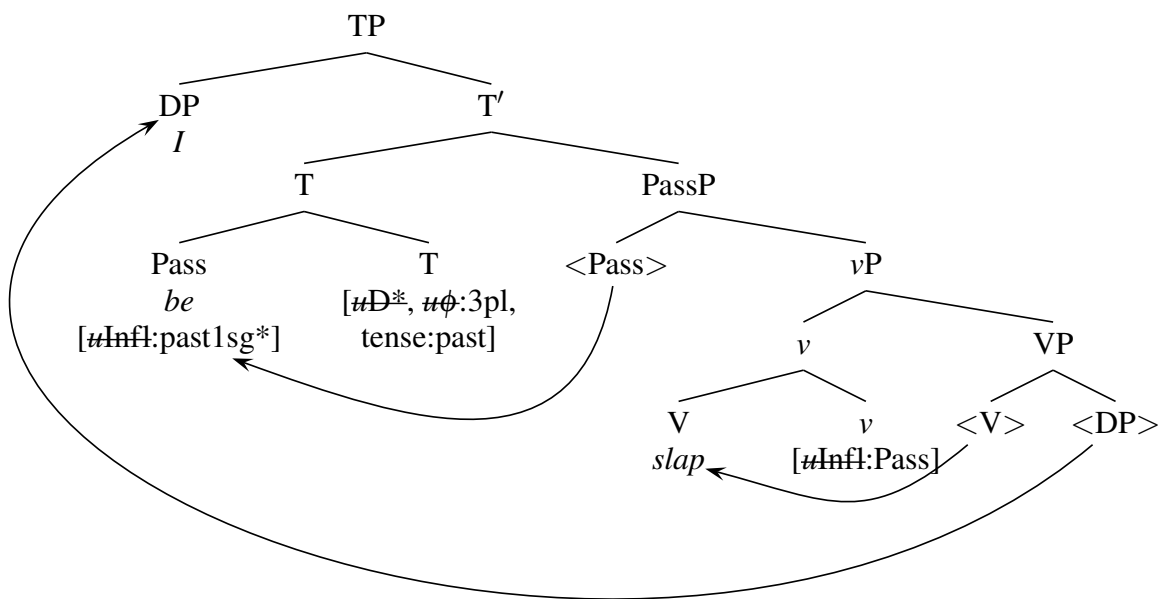 TP
DP T′
I
T PassP
Pass T <Pass> vP
be [uD*, uϕ:3pl,
[uInfl:past1sg*] tense:past]
v VP
V v <V> <DP>
slap [uInfl:Pass]